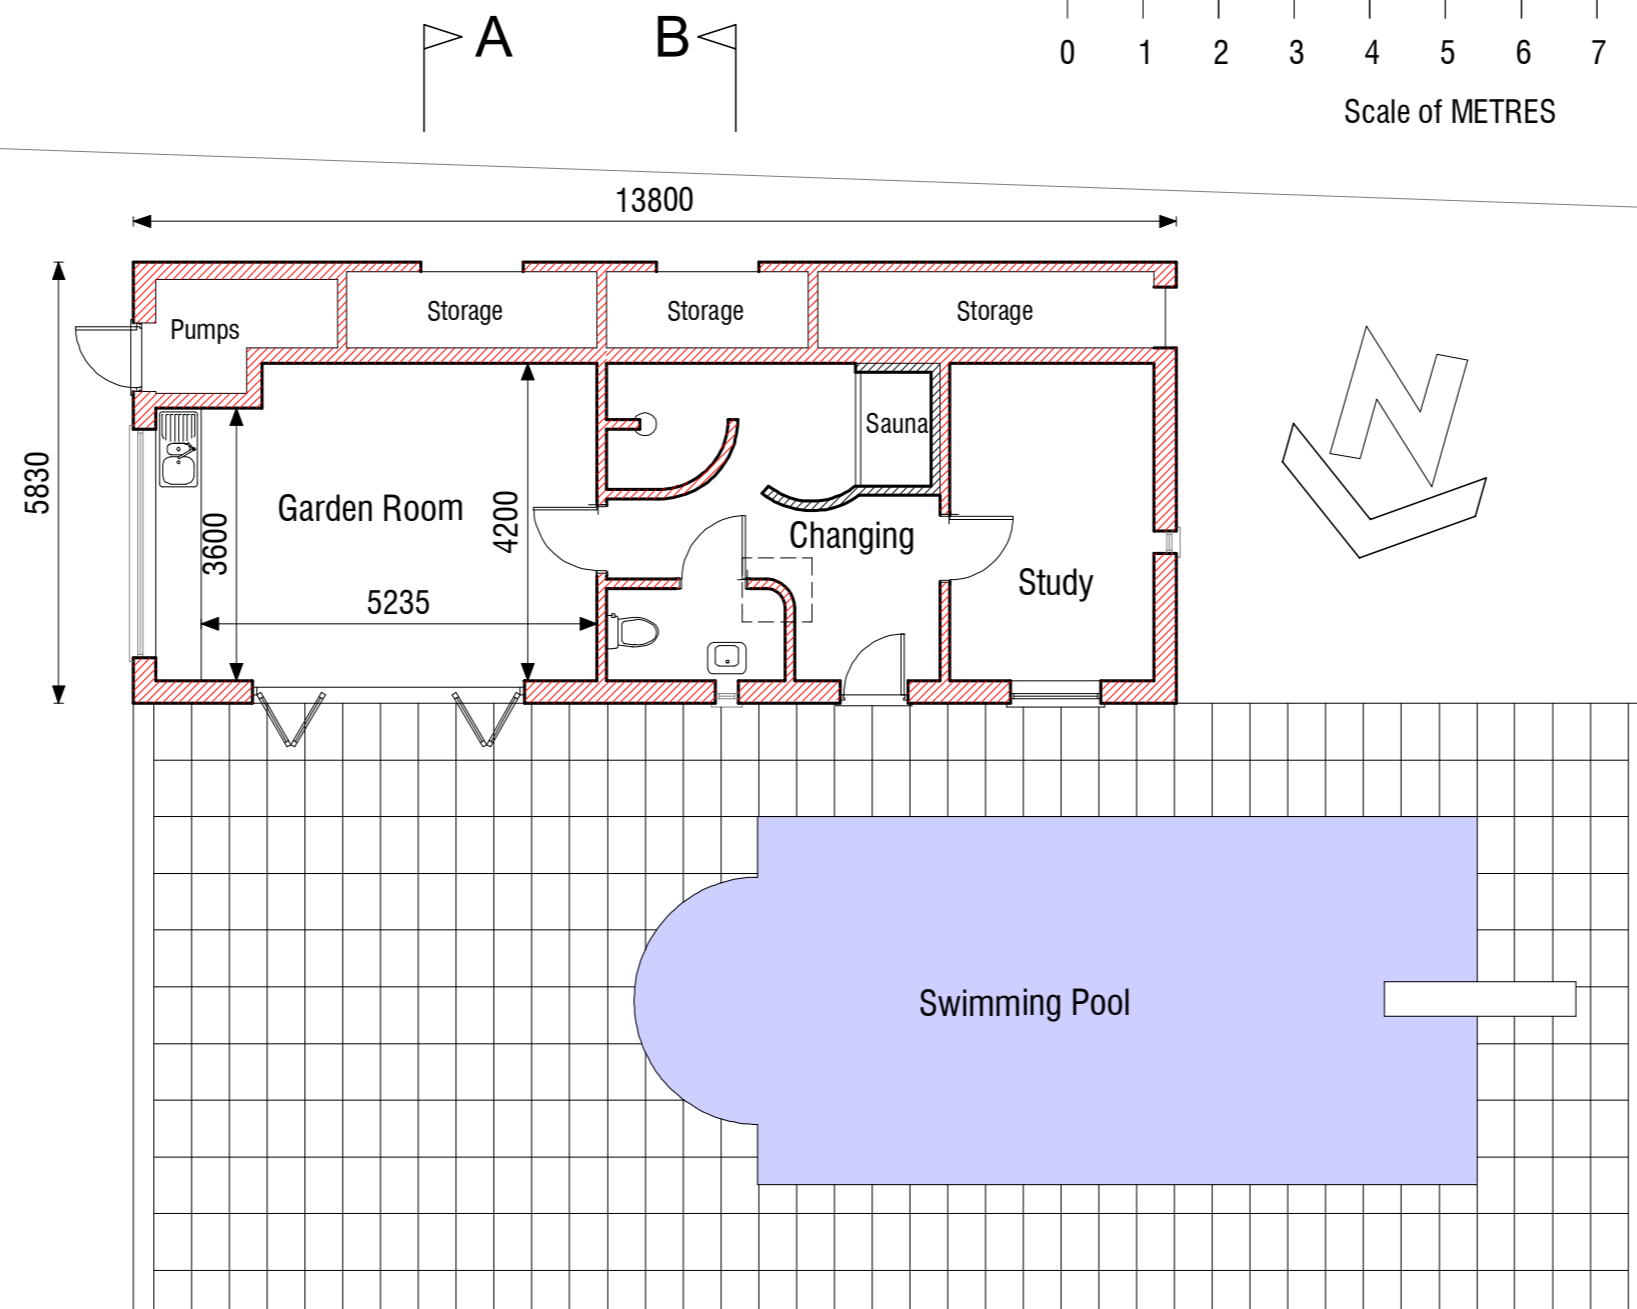 A
B
0 1 2 3 4 5 6 7
Scale of METRES
13800
Pumps
Storage
Storage
Storage
5830
3600
Garden Room
4200
5235
Sauna
Changing
Study
N
Swimming Pool